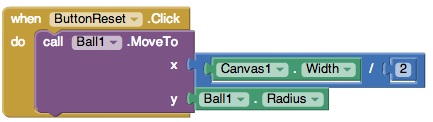 when ButtonReset .Click
do call Ball1 .MoveTo
x Canvas1 . Width / 2
y Ball1 . Radius